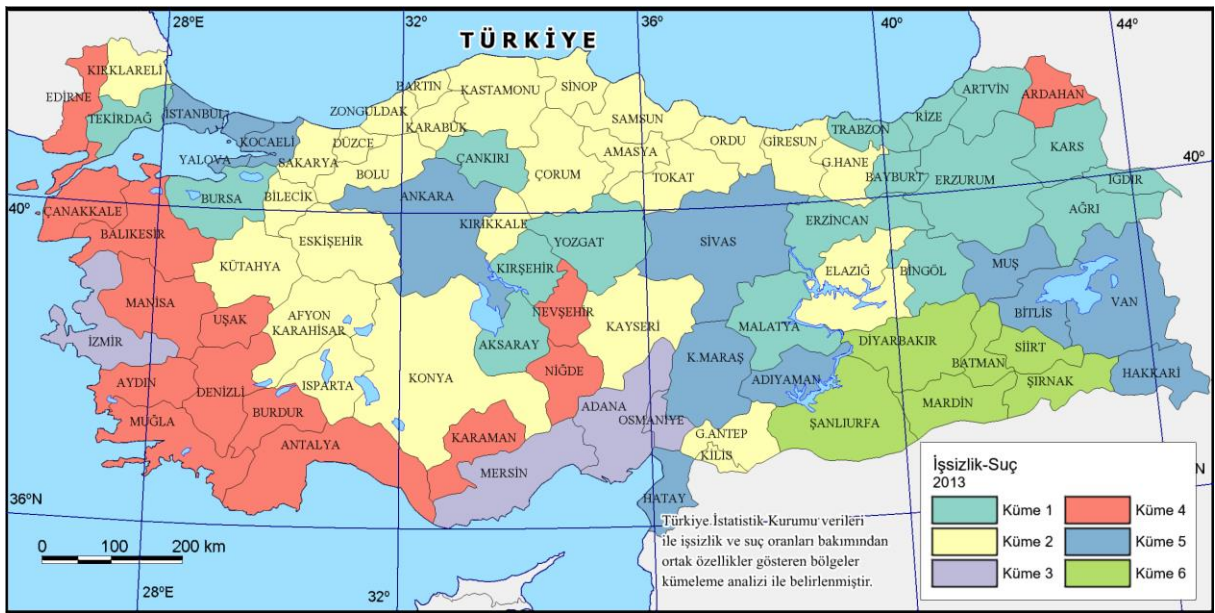 28°E
32°
36°
40°
44°
TÜRKİYE
KIRKLARELİ
EDİRNE
TEKİRDAĞ
İSTANBUL
KOCAELİ
YALOVA
SAKARYA
DÜZCE
ZONGULDAK
BARTIN
KARABÜK
KASTAMONU
SİNOP
SAMSUN
ORDU
GİRESUN
TRABZON
RİZE
ARTVİN
ARDAHAN
KARS
ÇANKIRI
AMASYA
G.HANE
BAYBURT
ERZURUM
IĞDIR
40°
BOLU
ÇORUM
TOKAT
AĞRI
BURSA
BİLECİK
ANKARA
40°
ÇANAKKALE
BALIKESİR
ESKİŞEHİR
KIRIKKALE
YOZGAT
SİVAS
ERZİNCAN
KÜTAHYA
KIRŞEHİR
ELAZIĞ
BİNGÖL
MUŞ
VAN
MANİSA
UŞAK
AFYON
KARAHİSAR
NEVŞEHİR
KAYSERİ
MALATYA
BİTLİS
İZMİR
AKSARAY
DİYARBAKIR
SİİRT
BATMAN
AYDIN
DENİZLİ
ISPARTA
KONYA
NİĞDE
K.MARAŞ
ADIYAMAN
ŞIRNAK
HAKKARİ
MUĞLA
BURDUR
ADANA
OSMANİYE
MARDİN
ANTALYA
KARAMAN
G.ANTEP
ŞANLIURFA
MERSİN
KİLİS
HATAY
36°N
N
0 100 200 km
28°E
32°
Türkiye İstatistik Kurumu verileri
ile işsizlik ve suç oranları bakımından
ortak özellikler gösteren bölgeler
kümeleme analizi ile belirlenmiştir.
İşsizlik-Suç
2013
Küme 1 Küme 4
Küme 2 Küme 5
Küme 3 Küme 6